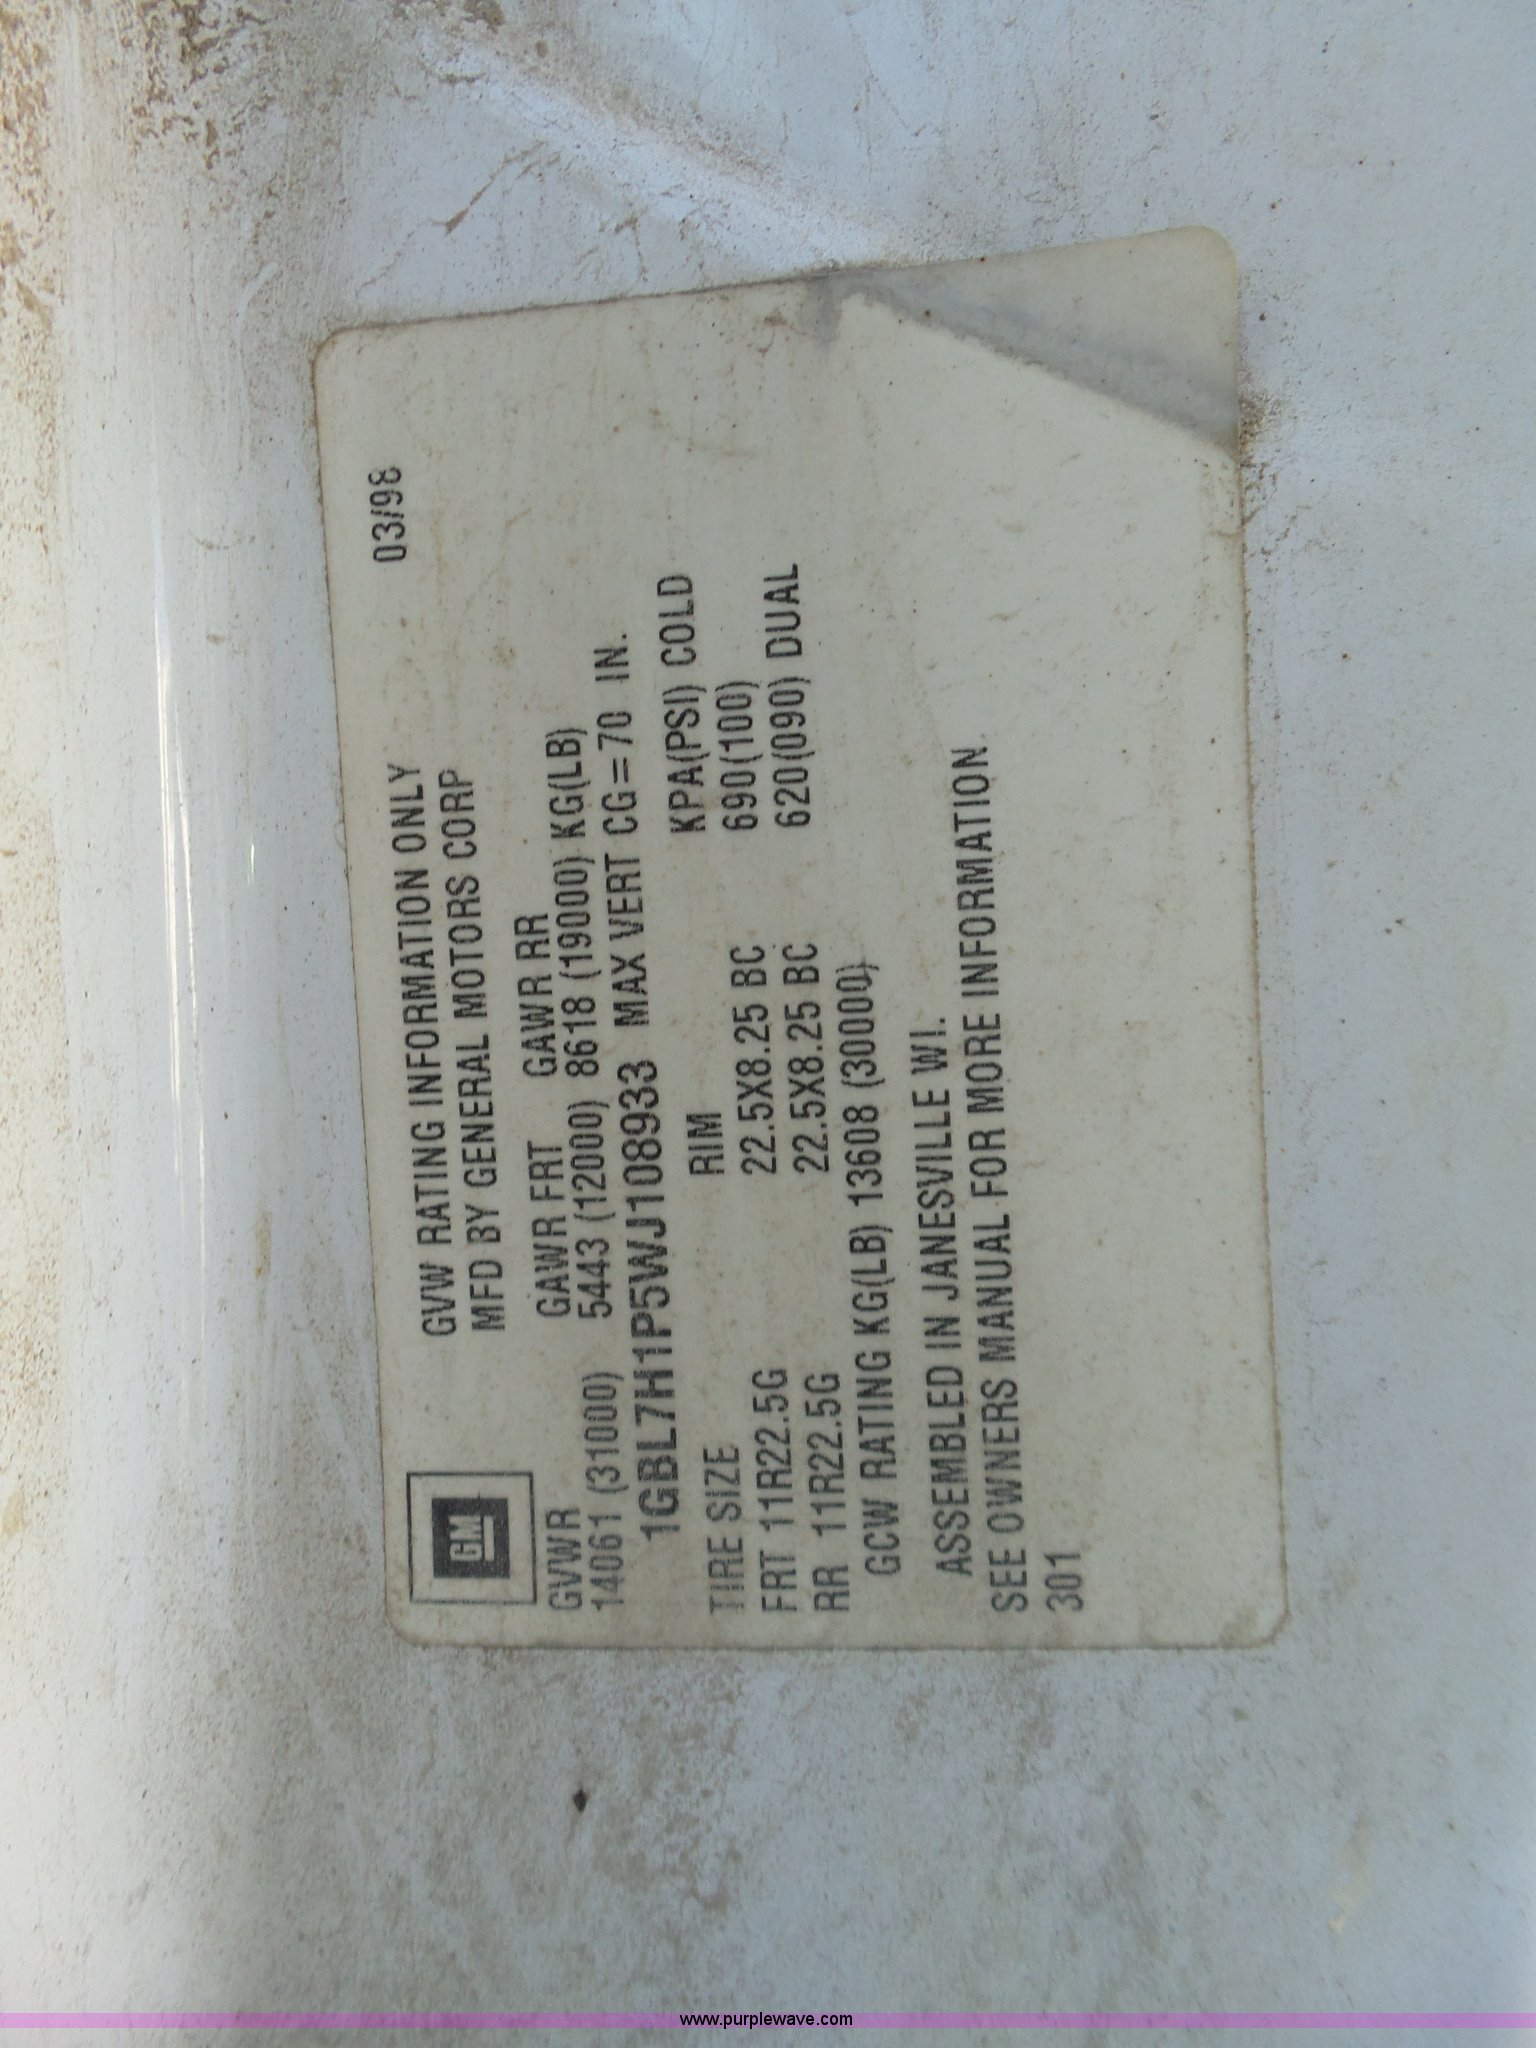 GM
GVW RATING INFORMATION ONLY 03/98
MFD BY GENERAL MOTORS CORP
GVWR GAWR FRT GAWR RR
14061 (31000) 5443 (12000) 8618 (19000) KG(LB)
1GBL7H1P5WJ108933 MAX VERT CG=70 IN.
TIRE SIZE RIM KPA(PSI) COLD
FRT 11R22.5G 22.5X8.25 BC 690(100)
RR 11R22.5G 22.5X8.25 BC 620(090) DUAL
GCW RATING KG(LB) 13608 (30000)
ASSEMBLED IN JANESVILLE WI.
SEE OWNERS MANUAL FOR MORE INFORMATION
301
www.purplewave.com